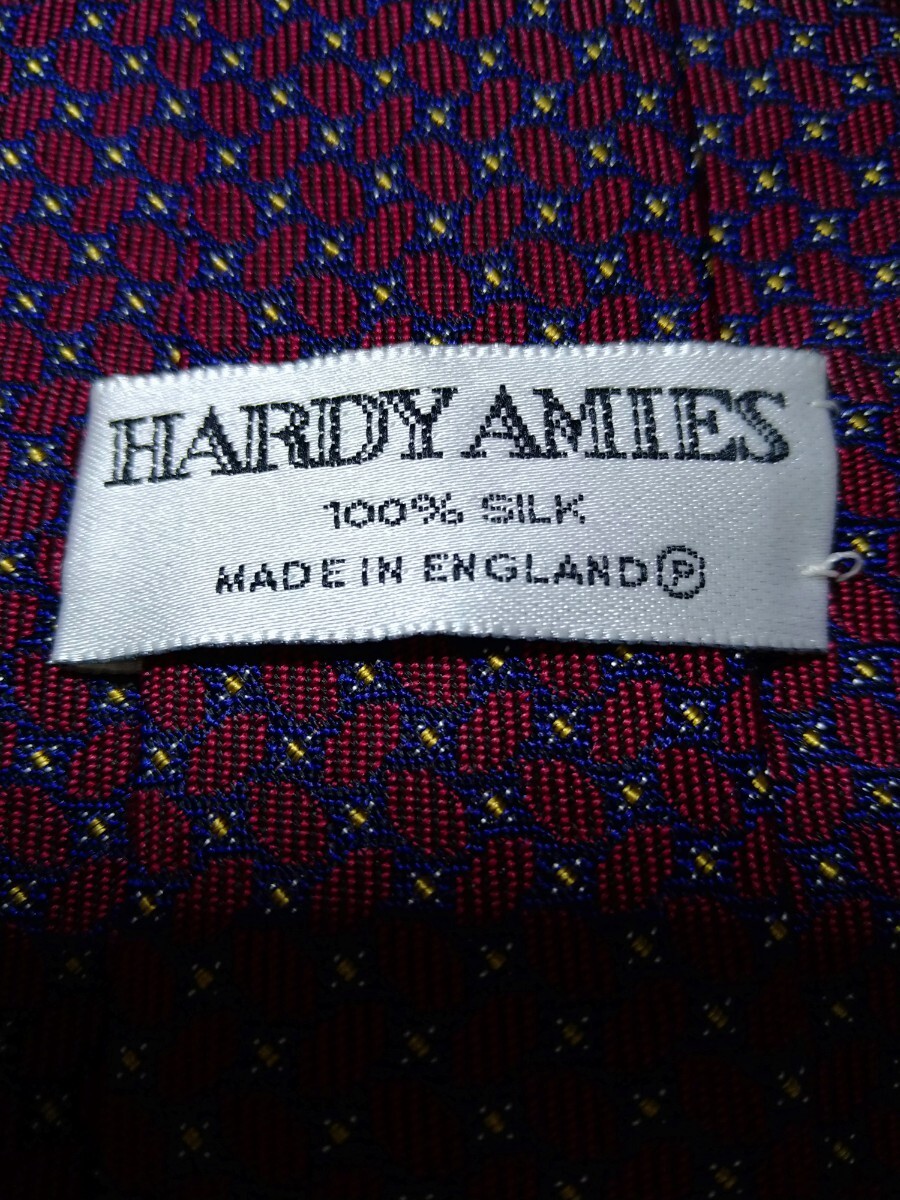 HARDY AMIES
100% SILK
MADE IN ENGLAND Ⓟ